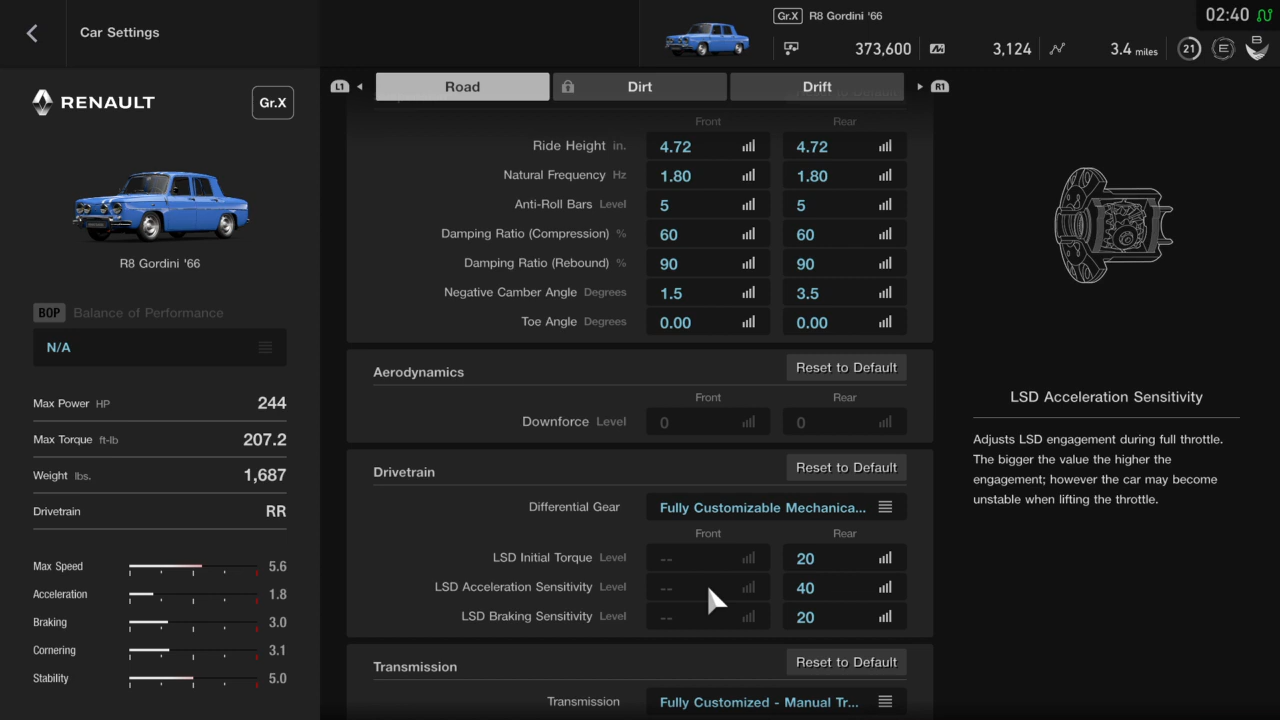 Car Settings
Gr.X R8 Gordini '66
373,600 3,124 3.4 miles
02:40
21 E B
RENAULT Gr.X
R8 Gordini '66
BOP Balance of Performance
N/A
Max Power HP 244
Max Torque ft-lb 207.2
Weight lbs. 1,687
Drivetrain RR
Max Speed 5.6
Acceleration 1.8
Braking 3.0
Cornering 3.1
Stability 5.0
L1 Road Dirt Drift R1
Reset to Default
Front Rear
Ride Height in. 4.72 4.72
Natural Frequency Hz 1.80 1.80
Anti-Roll Bars Level 5 5
Damping Ratio (Compression) % 60 60
Damping Ratio (Rebound) % 90 90
Negative Camber Angle Degrees 1.5 3.5
Toe Angle Degrees 0.00 0.00
Aerodynamics Reset to Default
Front Rear
Downforce Level 0 0
Drivetrain Reset to Default
Differential Gear Fully Customizable Mechanica...
Front Rear
LSD Initial Torque Level -- 20
LSD Acceleration Sensitivity Level -- 40
LSD Braking Sensitivity Level -- 20
Transmission Reset to Default
Transmission Fully Customized - Manual Tr...
LSD Acceleration Sensitivity
Adjusts LSD engagement during full throttle.
The bigger the value the higher the
engagement; however the car may become
unstable when lifting the throttle.